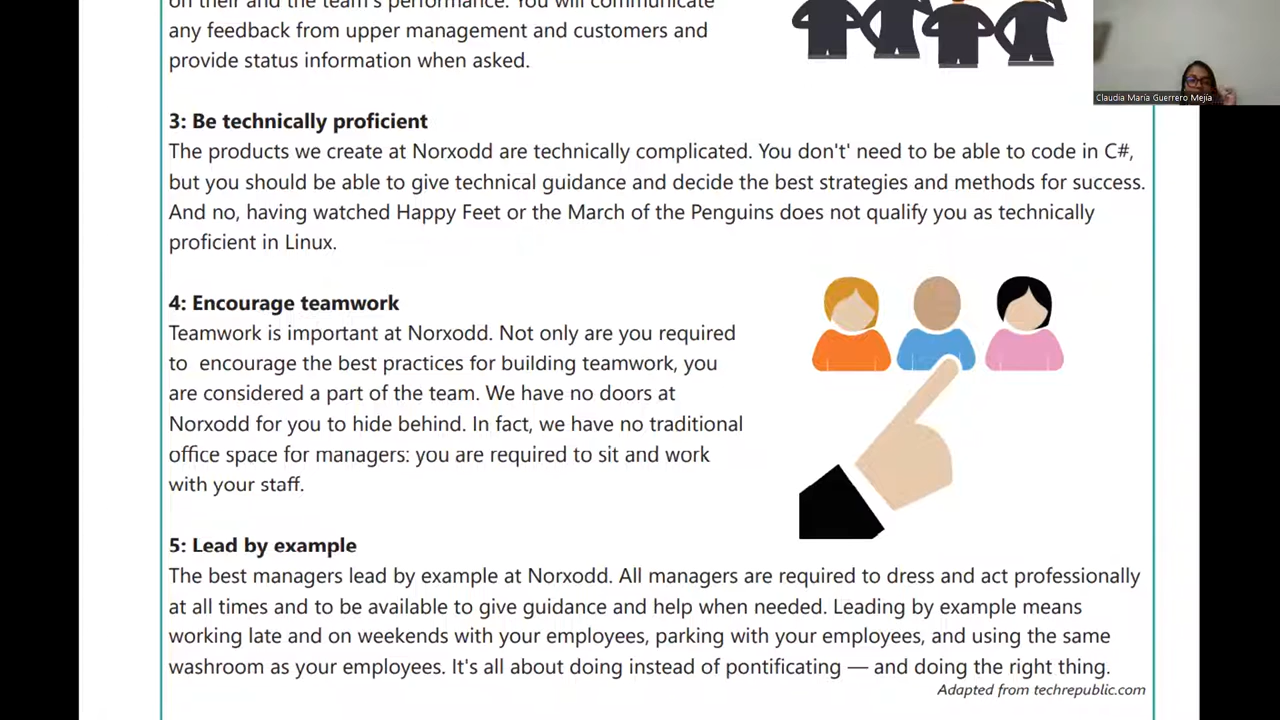 on their and the team's performance. You will communicate
any feedback from upper management and customers and
provide status information when asked.
Claudia María Guerrero Mejía
3: Be technically proficient
The products we create at Norxodd are technically complicated. You don't' need to be able to code in C#,
but you should be able to give technical guidance and decide the best strategies and methods for success.
And no, having watched Happy Feet or the March of the Penguins does not qualify you as technically
proficient in Linux.
4: Encourage teamwork
Teamwork is important at Norxodd. Not only are you required
to  encourage the best practices for building teamwork, you
are considered a part of the team. We have no doors at
Norxodd for you to hide behind. In fact, we have no traditional
office space for managers: you are required to sit and work
with your staff.
5: Lead by example
The best managers lead by example at Norxodd. All managers are required to dress and act professionally
at all times and to be available to give guidance and help when needed. Leading by example means
working late and on weekends with your employees, parking with your employees, and using the same
washroom as your employees. It's all about doing instead of pontificating — and doing the right thing.
Adapted from techrepublic.com